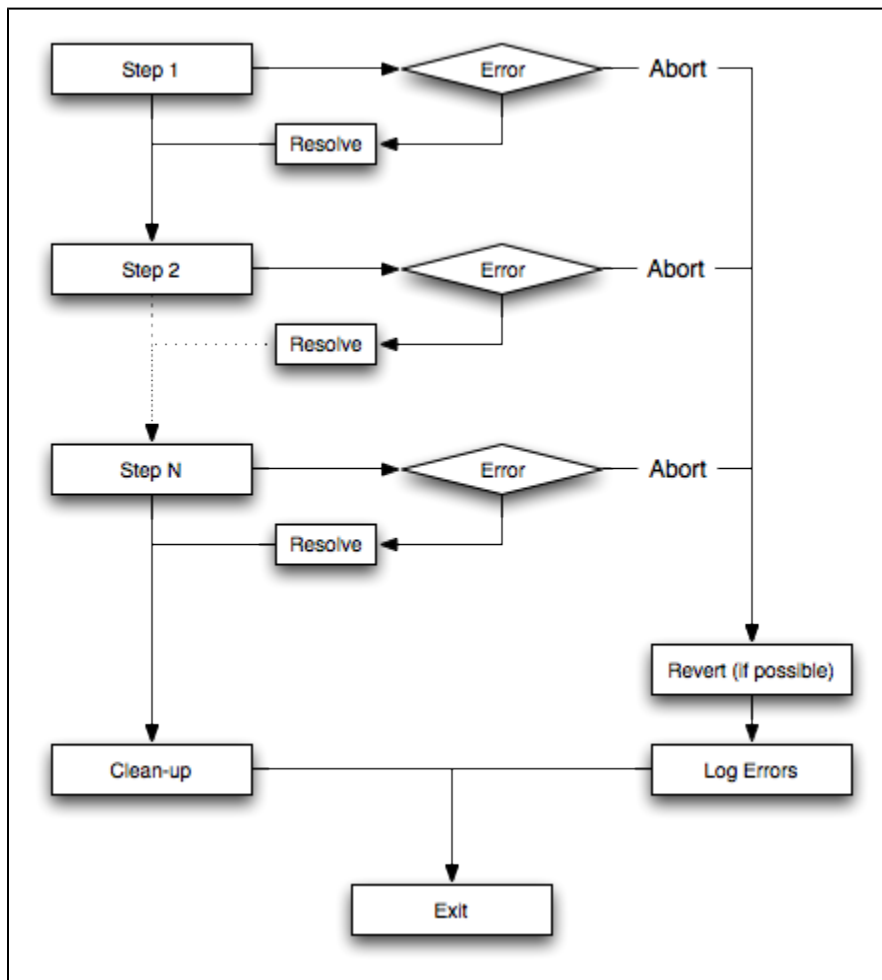 Step 1
Error
Abort
Resolve
Step 2
Error
Abort
Resolve
Step N
Error
Abort
Resolve
Revert (if possible)
Clean-up
Log Errors
Exit